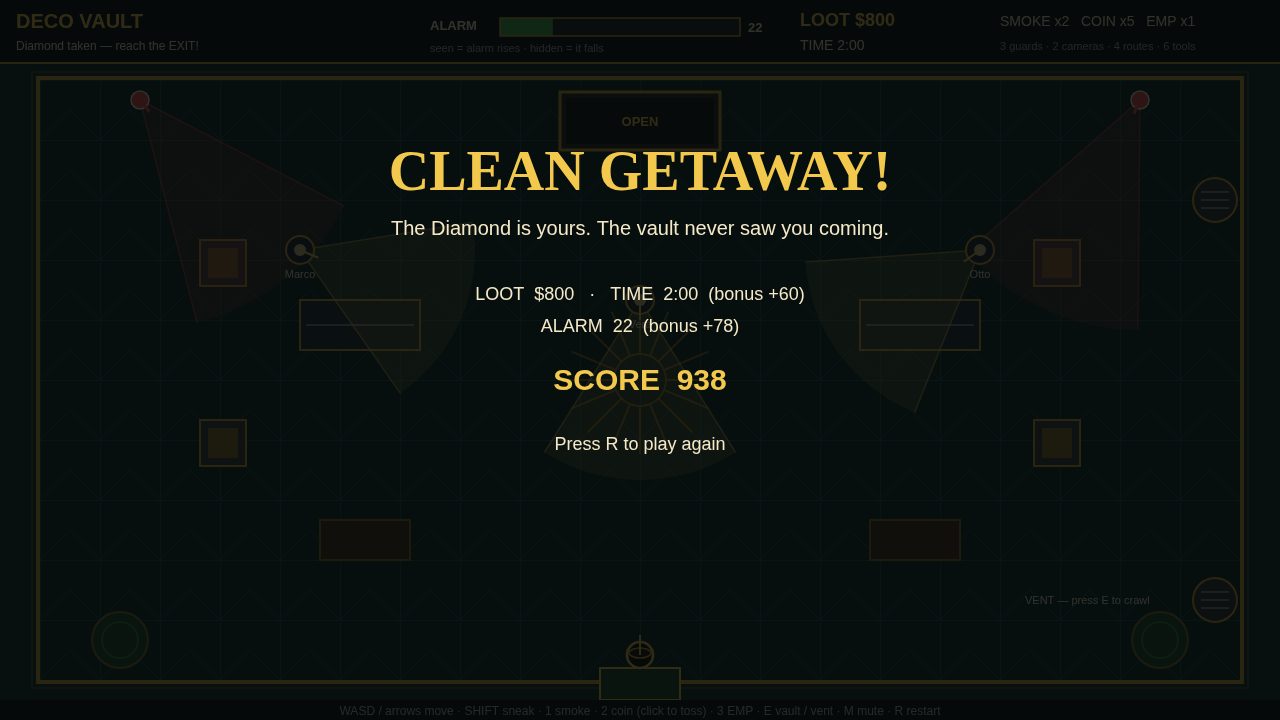 DECO VAULT
Diamond taken — reach the EXIT!
ALARM 22
seen = alarm rises · hidden = it falls
LOOT $800
TIME 2:00
SMOKE x2 COIN x5 EMP x1
3 guards · 2 cameras · 4 routes · 6 tools
OPEN
CLEAN GETAWAY!
The Diamond is yours. The vault never saw you coming.
Marco
Otto
LOOT $800 · TIME 2:00 (bonus +60)
ALARM 22 (bonus +78)
SCORE 938
Press R to play again
VENT — press E to crawl
WASD / arrows move · SHIFT sneak · 1 smoke · 2 coin (click to toss) · 3 EMP · E vault / vent · M mute · R restart